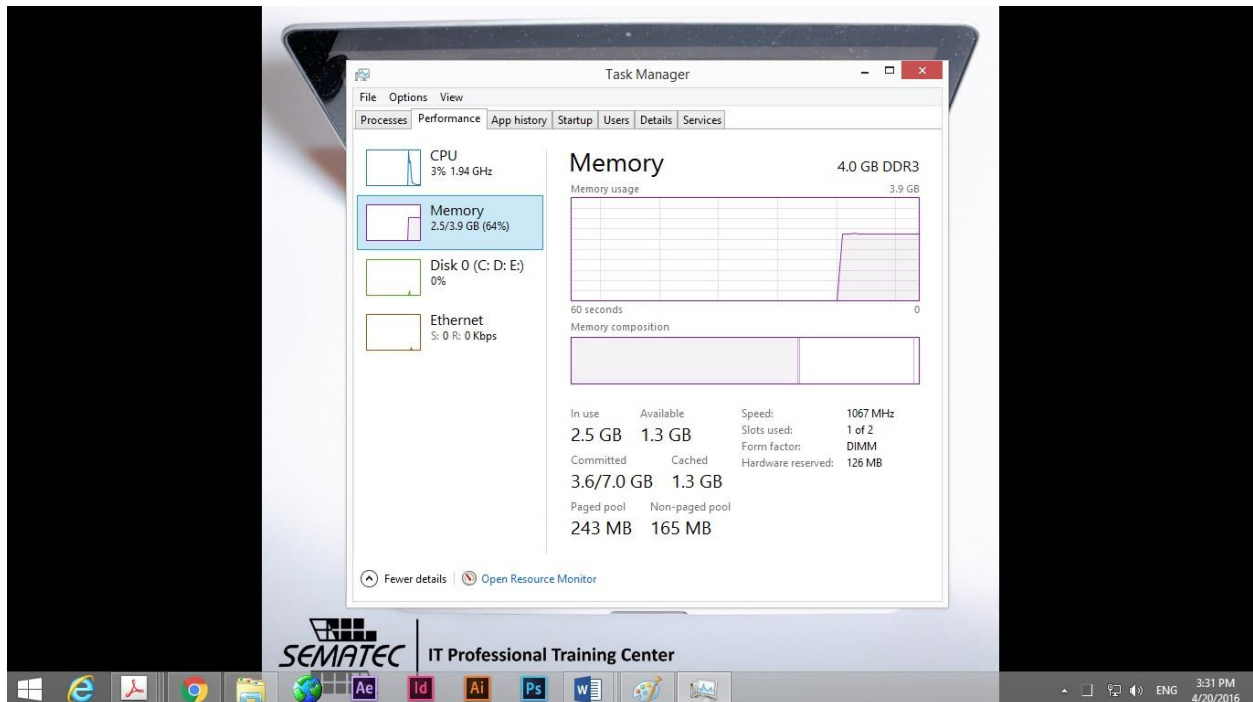 Task Manager
File Options View
Processes Performance App history Startup Users Details Services
CPU
3% 1.94 GHz
Memory
2.5/3.9 GB (64%)
Disk 0 (C: D: E:)
0%
Ethernet
S: 0 R: 0 Kbps
Memory 4.0 GB DDR3
Memory usage 3.9 GB
60 seconds 0
Memory composition
In use Available
2.5 GB 1.3 GB
Committed Cached
3.6/7.0 GB 1.3 GB
Paged pool Non-paged pool
243 MB 165 MB
Speed: 1067 MHz
Slots used: 1 of 2
Form factor: DIMM
Hardware reserved: 126 MB
Fewer details Open Resource Monitor
SEMATEC IT Professional Training Center
Ae Id Ai Ps W ENG 3:31 PM
4/20/2016